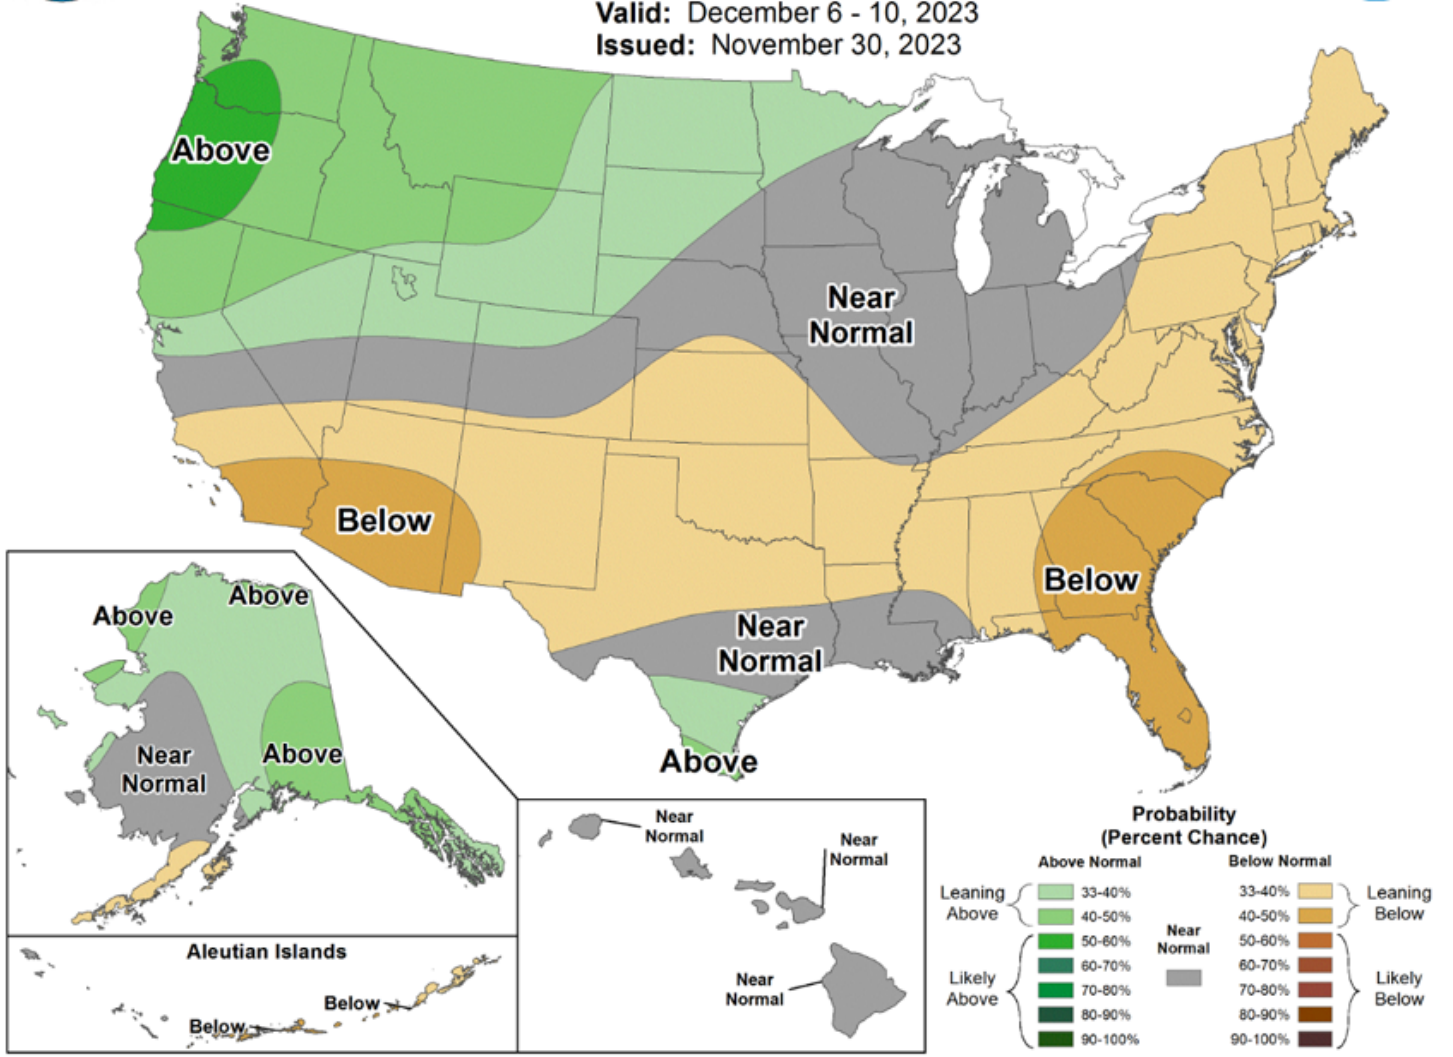 Valid: December 6 - 10, 2023
Issued: November 30, 2023
Above
Near
Normal
Below
Below
Near
Normal
Above
Above
Above
Near
Normal
Above
Aleutian Islands
Below
Below
Near
Normal
Near
Normal
Near
Normal
Probability
(Percent Chance)
Above Normal
Below Normal
Leaning
Above
33-40%
40-50%
Likely
Above
50-60%
60-70%
70-80%
80-90%
90-100%
Near
Normal
33-40%
40-50%
Leaning
Below
50-60%
60-70%
70-80%
80-90%
90-100%
Likely
Below